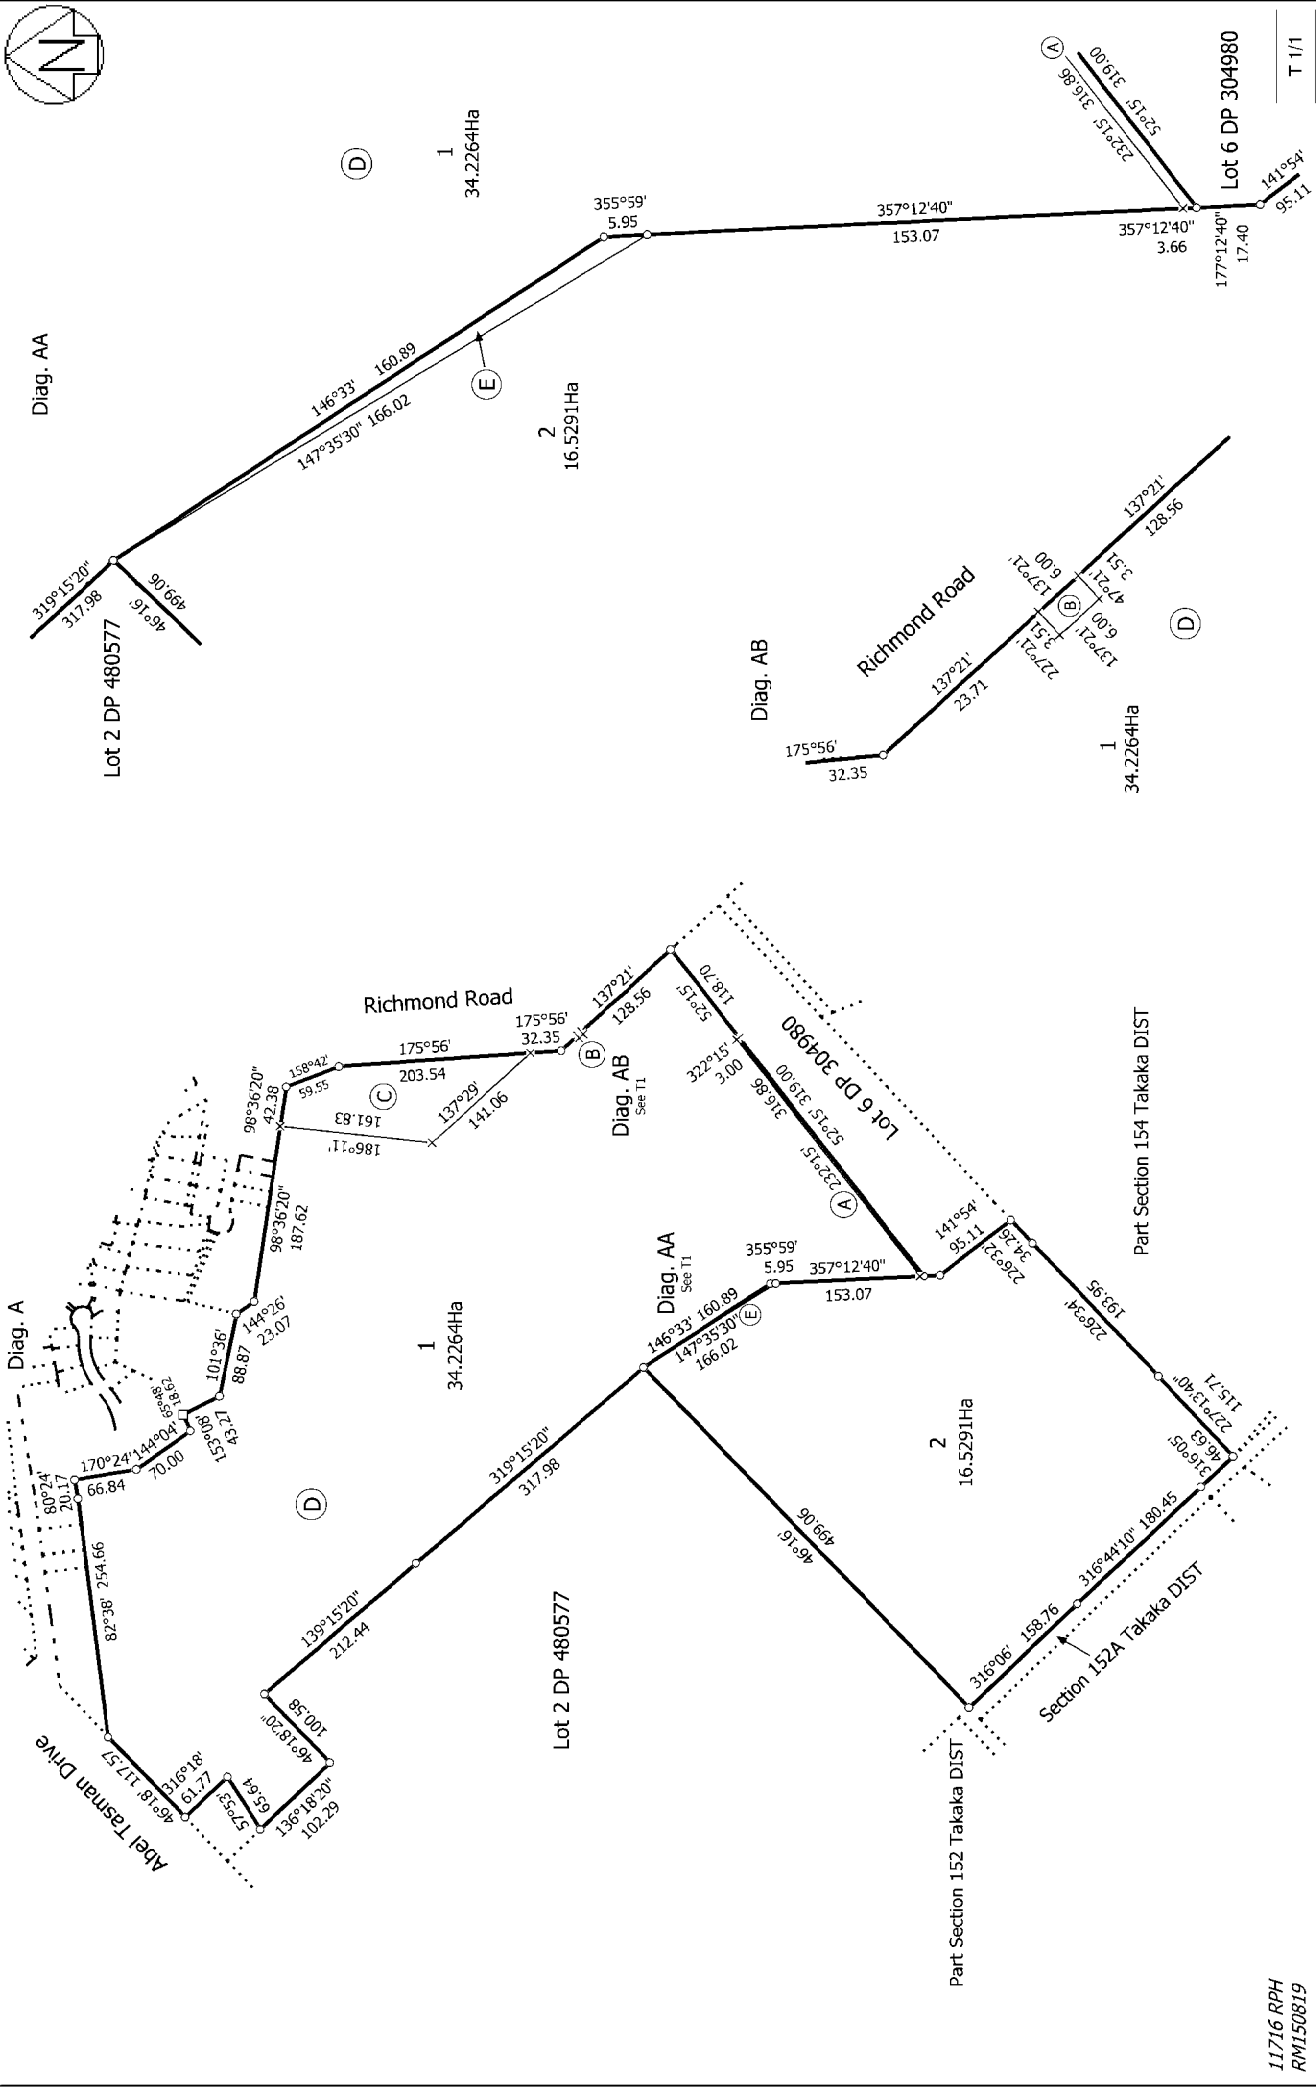 N
Diag. AA
Lot 2 DP 480577
319°15'20"
317.98
46°16'
499.06
146°33' 160.89
147°35'30" 166.02
E
2
16.5291Ha
D
1
34.2264Ha
355°59'
5.95
357°12'40"
153.07
357°12'40"
3.66
177°12'40"
17.40
A
232°15' 316.86
52°15' 319.00
Lot 6 DP 304980
141°54'
95.11
Diag. AB
Richmond Road
175°56'
32.35
137°21'
23.71
227°21'
3.51
137°21'
6.00
B
137°21'
6.00
47°21'
3.51
137°21'
128.56
1
34.2264Ha
D
T 1/1
Diag. A
Abel Tasman Drive
46°18' 117.57
316°18'
61.77
57°53'
65.64
136°18'20"
102.29
46°18'20"
100.58
82°38' 254.66
80°24'
20.17
170°24'
66.84
144°04'
70.00
65°48'
18.62
153°08'
43.27
101°36'
88.87
144°26'
23.07
98°36'20"
187.62
98°36'20"
42.38
158°42'
59.55
Richmond Road
175°56'
203.54
C
186°11' 161.83
137°29'
141.06
175°56'
32.35
B
137°21'
128.56
Diag. AB
See T1
D
1
34.2264Ha
139°15'20"
212.44
319°15'20"
317.98
Lot 2 DP 480577
Diag. AA
See T1
146°33' 160.89
147°35'30"
166.02
E
355°59'
5.95
357°12'40"
153.07
52°15' 118.70
322°15'
3.00
232°15' 316.86
52°15' 319.00
A
Lot 6 DP 304980
141°54'
95.11
226°32'
34.26
226°34' 193.95
227°13'40" 115.71
316°05'
46.63
316°44'10" 180.45
316°06' 158.76
46°16' 499.06
2
16.5291Ha
Section 152A Takaka DIST
Part Section 152 Takaka DIST
Part Section 154 Takaka DIST
11716 RPH
RM150819